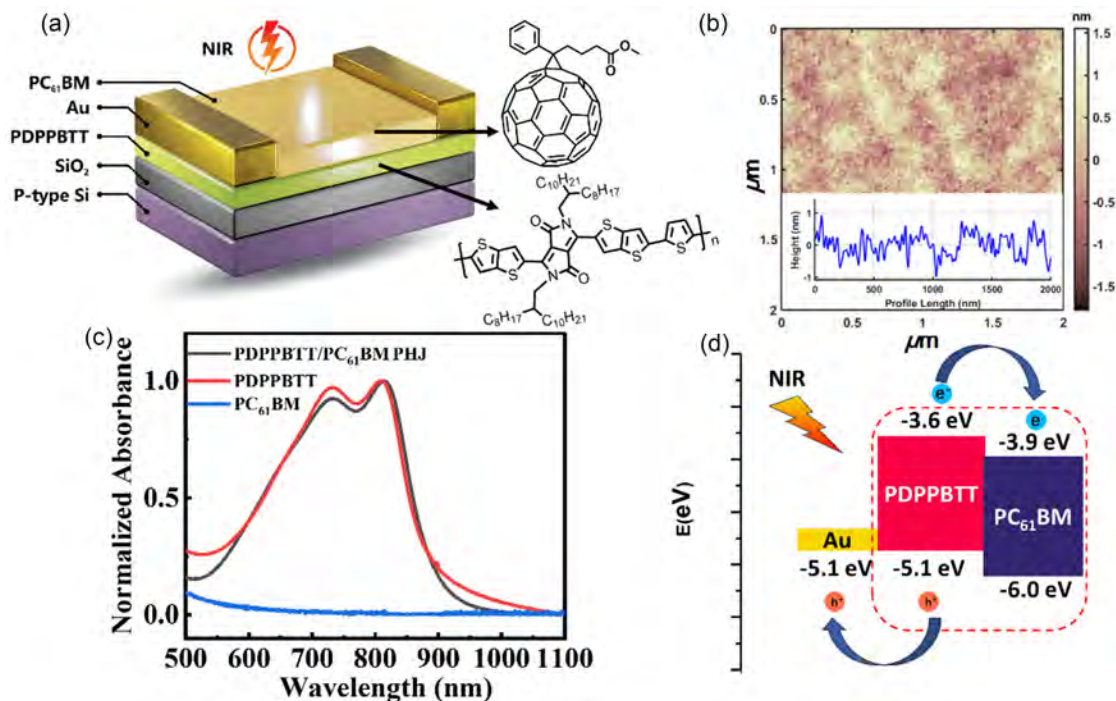 (a)
NIR
PC₆₁BM
Au
PDPPBTT
SiO₂
P-type Si
O
O
C₁₀H₂₁
C₈H₁₇
O
N
S
S
S
S
S
n
S
N
O
C₈H₁₇
C₁₀H₂₁
(b)
nm
0
0.5
1
1.5
2
μm
1
0
-1
Height (nm)
0
500
1000
1500
2000
Profile Length (nm)
0
0.5
1
1.5
2
μm
1
0.5
0
-0.5
-1
-1.5
(c)
PDPPBTT/PC₆₁BM PHJ
PDPPBTT
PC₆₁BM
1.0
0.5
0.0
Normalized Absorbance
500 600 700 800 900 1000 1100
Wavelength (nm)
(d)
E(eV)
NIR
e⁻
e
-3.6 eV
-3.9 eV
PDPPBTT
PC₆₁BM
Au
-5.1 eV
-5.1 eV
-6.0 eV
h⁺
h⁺